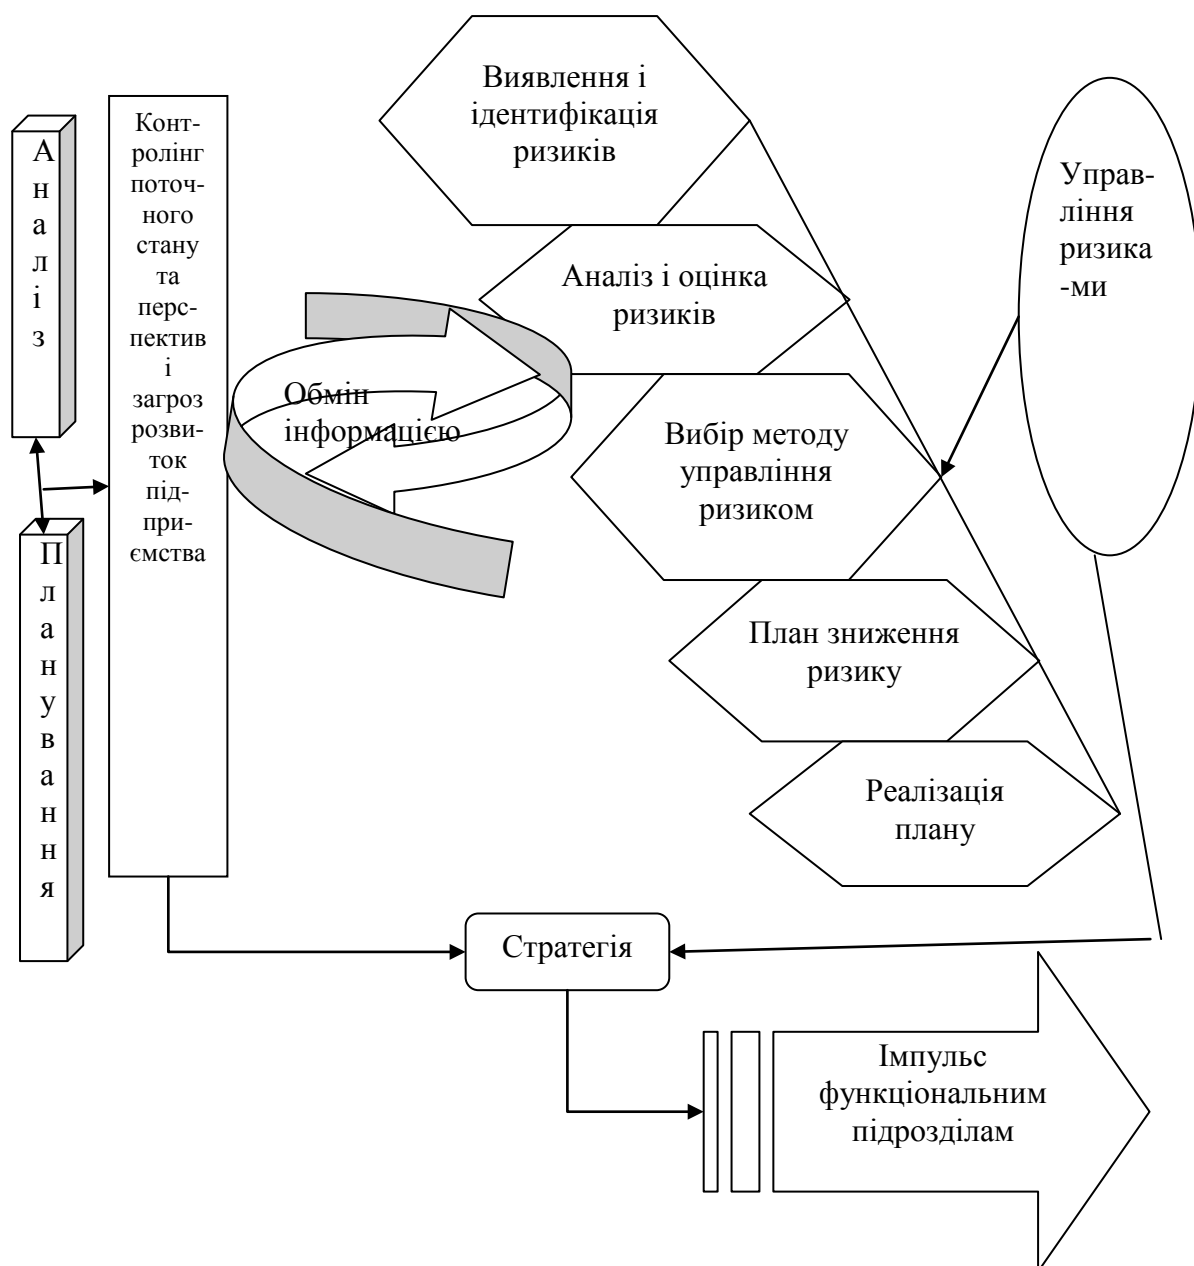 Аналіз
Планування
Конт-
ролінг
поточ-
ного
стану
та
перс-
пектив
і
загроз
розви-
ток
під-
при-
ємства
Обмін
інформацією
Виявлення і
ідентифікація
ризиків
Аналіз і оцінка
ризиків
Вибір методу
управління
ризиком
План зниження
ризику
Реалізація
плану
Управ-
ління
ризика
-ми
Стратегія
Імпульс
функціональним
підрозділам